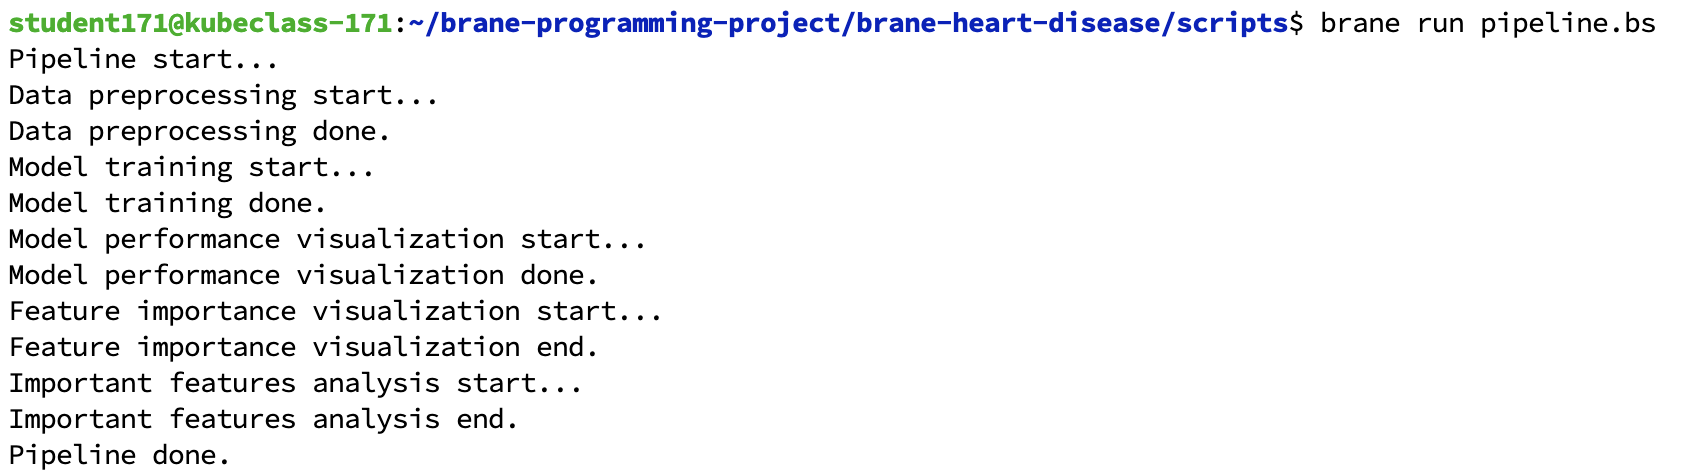 student171@kubeclass-171:~/brane-programming-project/brane-heart-disease/scripts$ brane run pipeline.bs
Pipeline start...
Data preprocessing start...
Data preprocessing done.
Model training start...
Model training done.
Model performance visualization start...
Model performance visualization done.
Feature importance visualization start...
Feature importance visualization end.
Important features analysis start...
Important features analysis end.
Pipeline done.